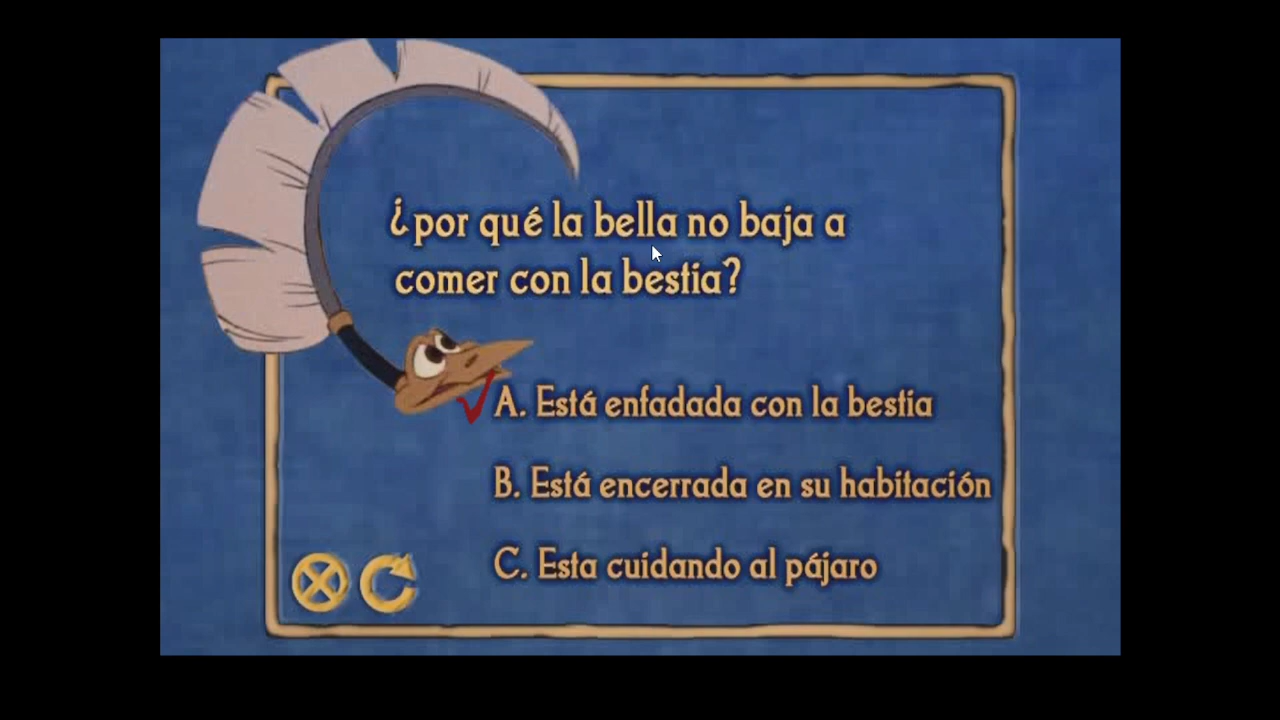 ¿por qué la bella no baja a
comer con la bestia?
A. Está enfadada con la bestia
B. Está encerrada en su habitación
C. Esta cuidando al pájaro